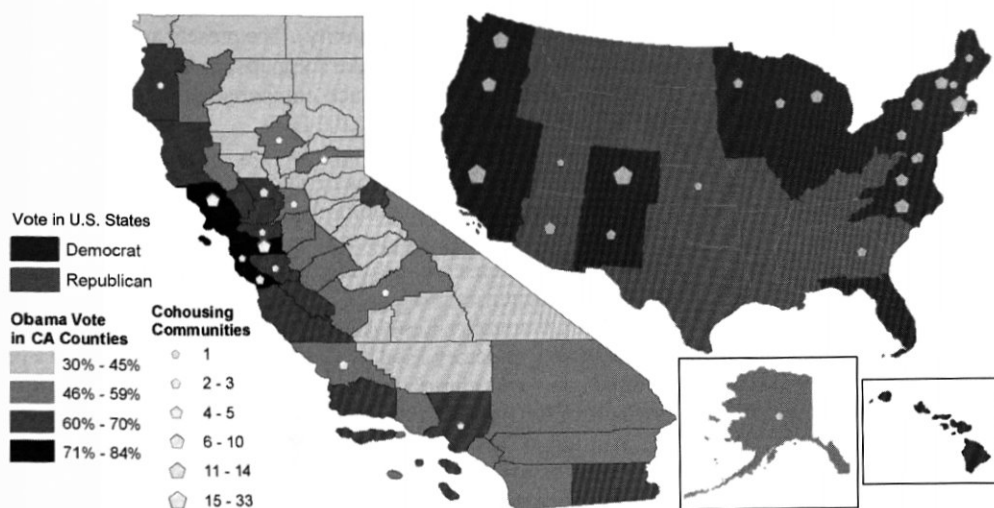 Vote in U.S. States
Democrat
Republican
Obama Vote
in CA Counties
30% - 45%
46% - 59%
60% - 70%
71% - 84%
Cohousing
Communities
1
2 - 3
4 - 5
6 - 10
11 - 14
15 - 33